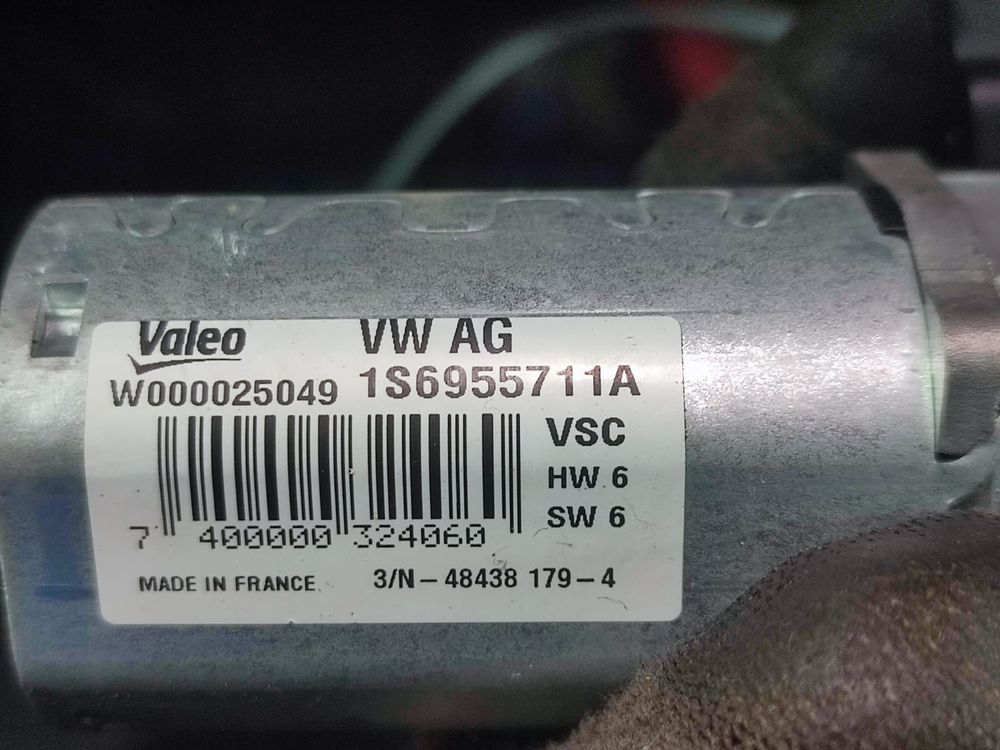 Valeo VW AG
W000025049 1S6955711A
VSC
HW 6
SW 6
7 400000 324060
MADE IN FRANCE 3/N-48438 179-4